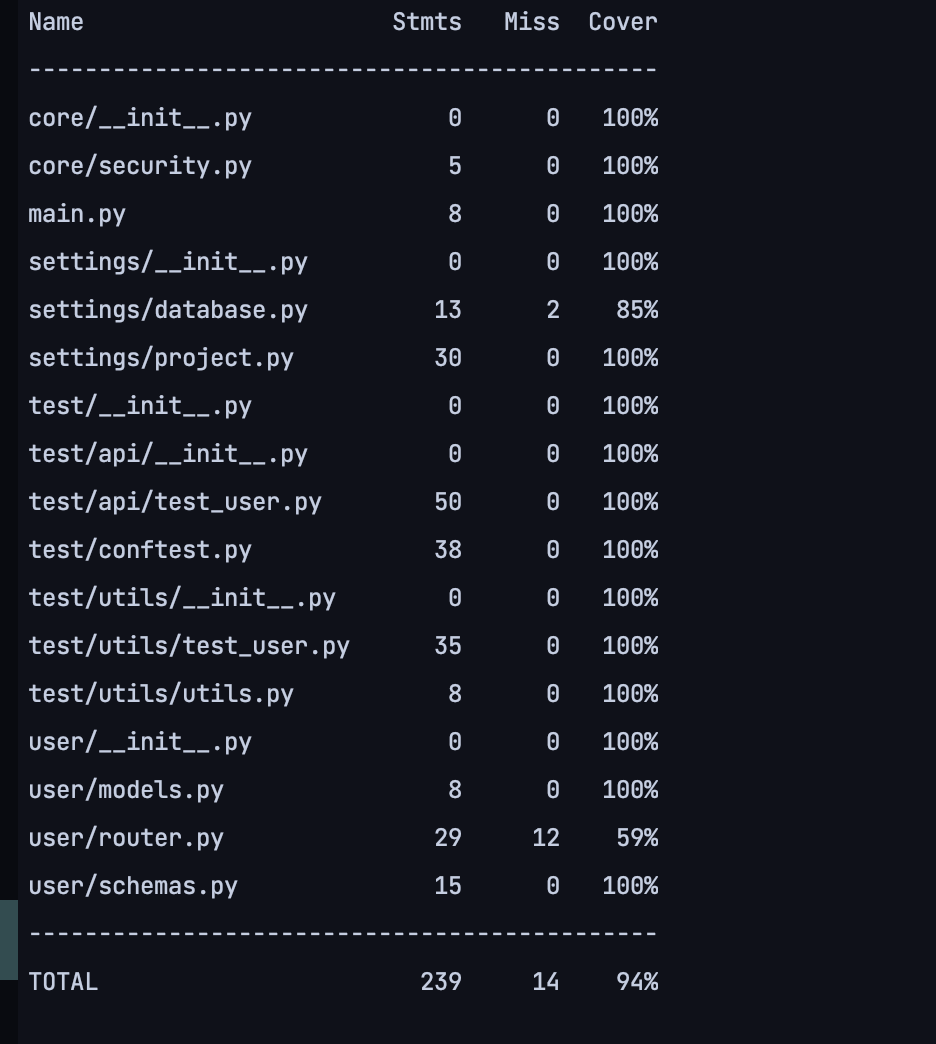 Name                      Stmts   Miss  Cover
---------------------------------------------
core/__init__.py              0      0   100%
core/security.py              5      0   100%
main.py                       8      0   100%
settings/__init__.py          0      0   100%
settings/database.py         13      2    85%
settings/project.py          30      0   100%
test/__init__.py              0      0   100%
test/api/__init__.py          0      0   100%
test/api/test_user.py        50      0   100%
test/conftest.py             38      0   100%
test/utils/__init__.py        0      0   100%
test/utils/test_user.py      35      0   100%
test/utils/utils.py           8      0   100%
user/__init__.py              0      0   100%
user/models.py                8      0   100%
user/router.py               29     12    59%
user/schemas.py              15      0   100%
---------------------------------------------
TOTAL                       239     14    94%